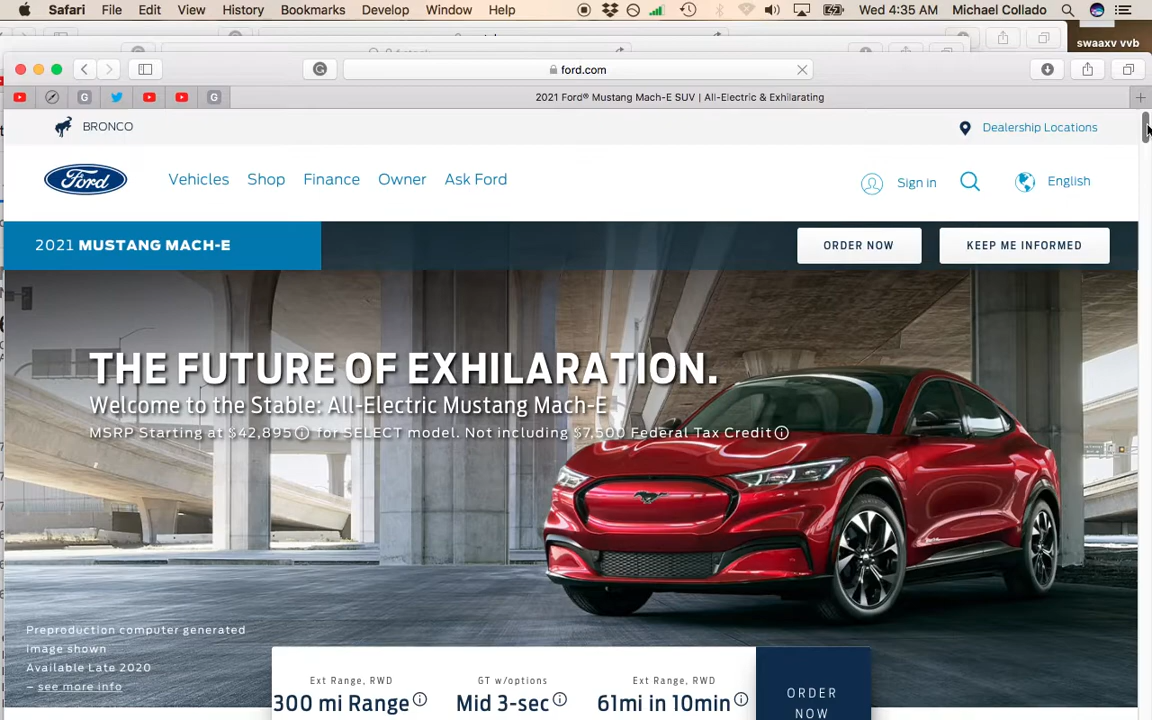 Safari File Edit View History Bookmarks Develop Window Help Wed 4:35 AM Michael Collado
swaaxv vvb
ford.com
2021 Ford® Mustang Mach-E SUV | All-Electric & Exhilarating
BRONCO
Dealership Locations
Ford
Vehicles Shop Finance Owner Ask Ford
Sign in
English
2021 MUSTANG MACH-E
ORDER NOW
KEEP ME INFORMED
THE FUTURE OF EXHILARATION.
Welcome to the Stable: All-Electric Mustang Mach-E
MSRP Starting at $42,895 for SELECT model. Not including $7,500 Federal Tax Credit
Preproduction computer generated
image shown
Available Late 2020
– see more info
Ext Range, RWD
300 mi Range
GT w/options
Mid 3-sec
Ext Range, RWD
61mi in 10min
ORDER
NOW